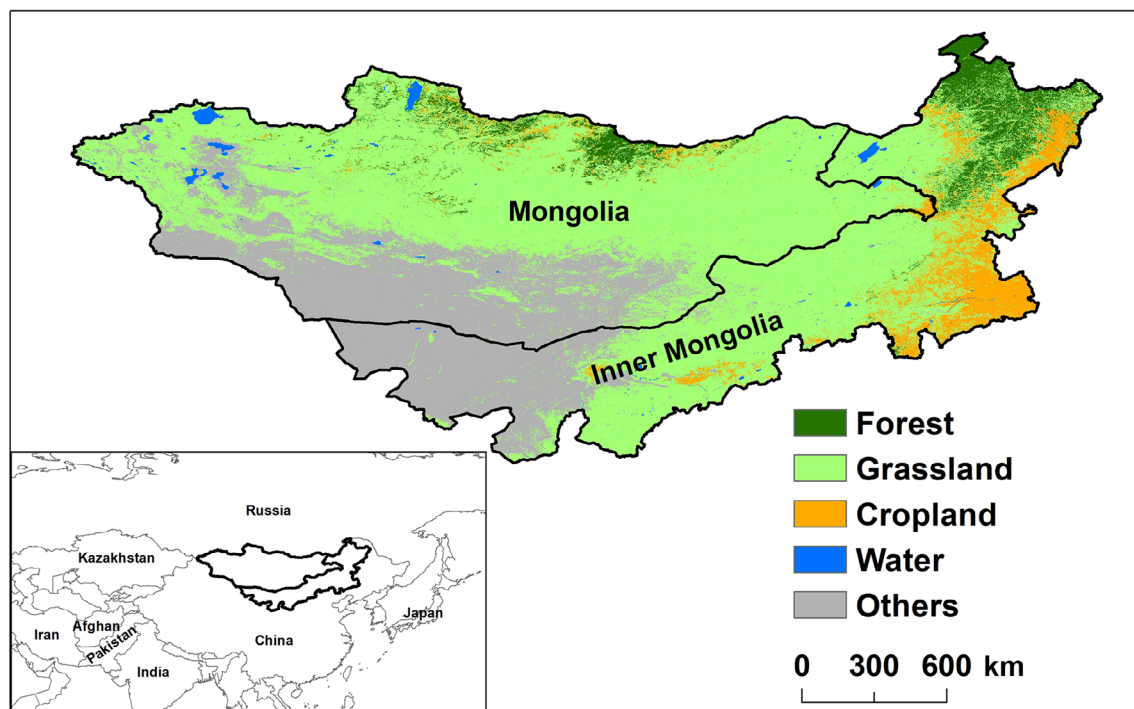 Mongolia
Inner Mongolia
Forest
Grassland
Cropland
Water
Others
0 300 600 km
Russia
Kazakhstan
Japan
Afghan
Iran
Pakistan
China
India